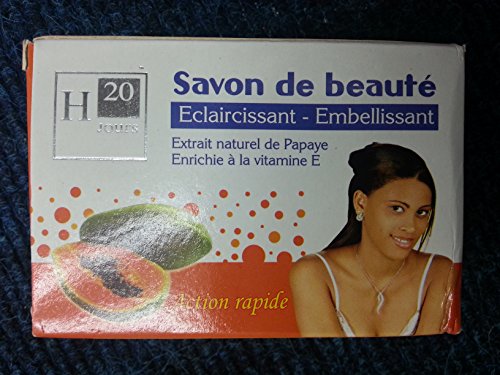 H 20
JOURS
Savon de beauté
Eclaircissant - Embellissant
Extrait naturel de Papaye
Enrichie à la vitamine E
Action rapide